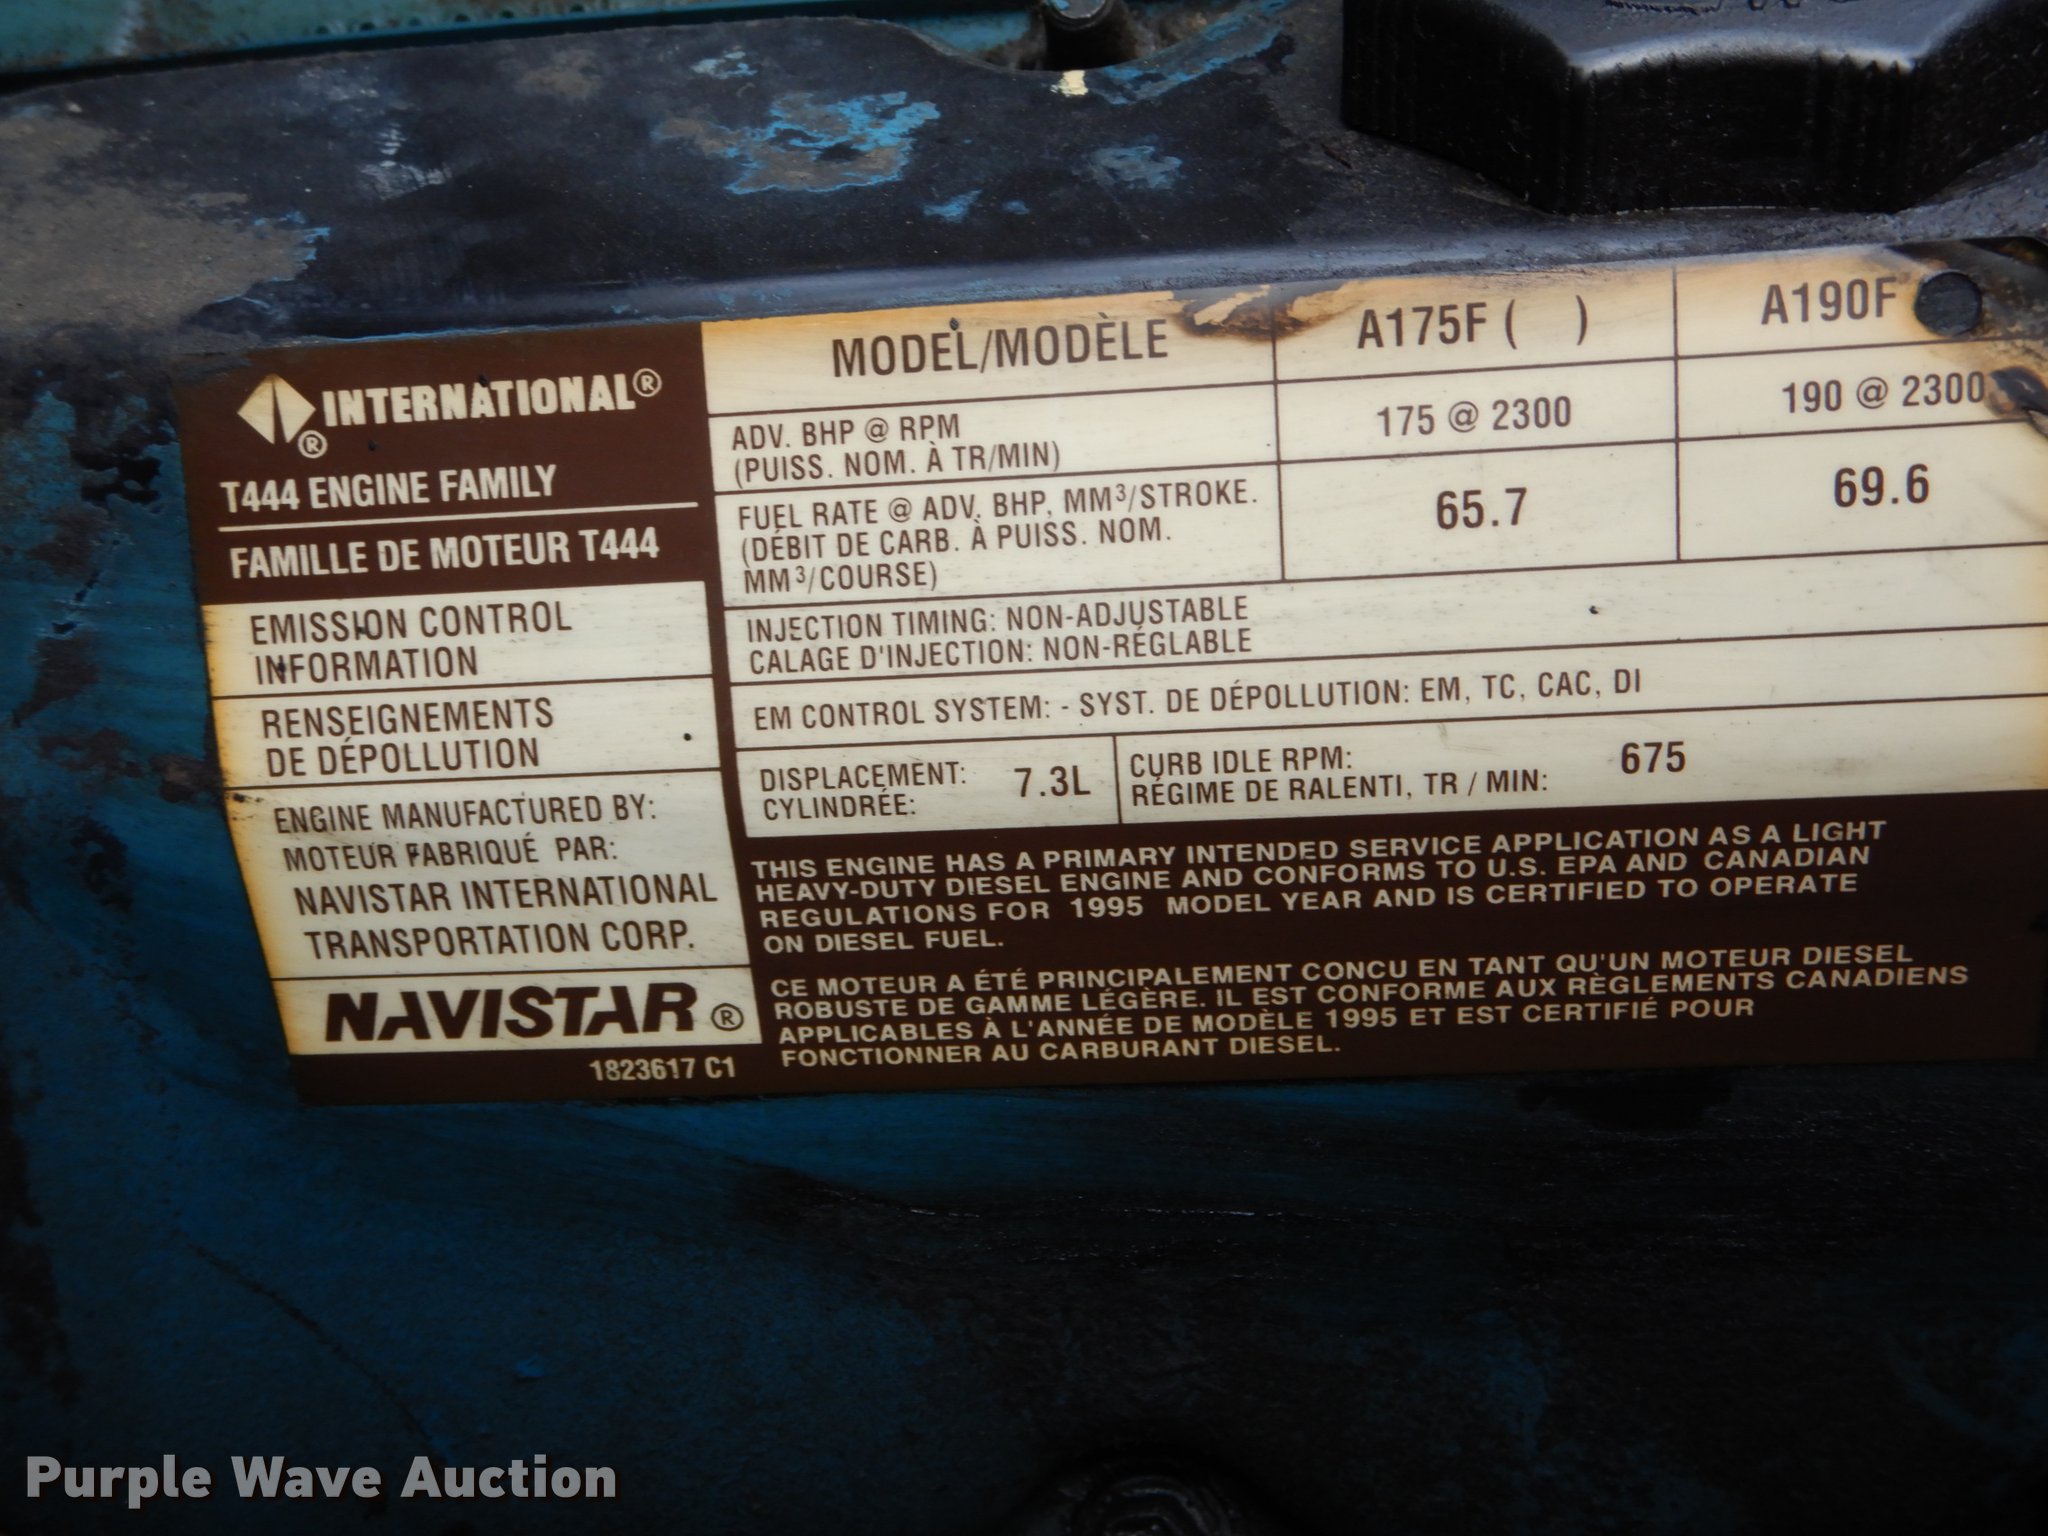 INTERNATIONAL®
®
T444 ENGINE FAMILY
FAMILLE DE MOTEUR T444
EMISSION CONTROL
INFORMATION
RENSEIGNEMENTS
DE DÉPOLLUTION
ENGINE MANUFACTURED BY:
MOTEUR FABRIQUÉ PAR:
NAVISTAR INTERNATIONAL
TRANSPORTATION CORP.
NAVISTAR®
1823617 C1
MODEL/MODÈLE A175F ( ) A190F
ADV. BHP @ RPM
(PUISS. NOM. À TR/MIN) 175 @ 2300 190 @ 2300
FUEL RATE @ ADV. BHP, MM³/STROKE.
(DÉBIT DE CARB. À PUISS. NOM.
MM³/COURSE) 65.7 69.6
INJECTION TIMING: NON-ADJUSTABLE
CALAGE D'INJECTION: NON-RÉGLABLE
EM CONTROL SYSTEM: - SYST. DE DÉPOLLUTION: EM, TC, CAC, DI
DISPLACEMENT:
CYLINDRÉE: 7.3L
CURB IDLE RPM: 675
RÉGIME DE RALENTI, TR / MIN:
THIS ENGINE HAS A PRIMARY INTENDED SERVICE APPLICATION AS A LIGHT
HEAVY-DUTY DIESEL ENGINE AND CONFORMS TO U.S. EPA AND CANADIAN
REGULATIONS FOR 1995 MODEL YEAR AND IS CERTIFIED TO OPERATE
ON DIESEL FUEL.
CE MOTEUR A ÉTÉ PRINCIPALEMENT CONCU EN TANT QU'UN MOTEUR DIESEL
ROBUSTE DE GAMME LÉGÈRE. IL EST CONFORME AUX RÈGLEMENTS CANADIENS
APPLICABLES À L'ANNÉE DE MODÈLE 1995 ET EST CERTIFIÉ POUR
FONCTIONNER AU CARBURANT DIESEL.
Purple Wave Auction